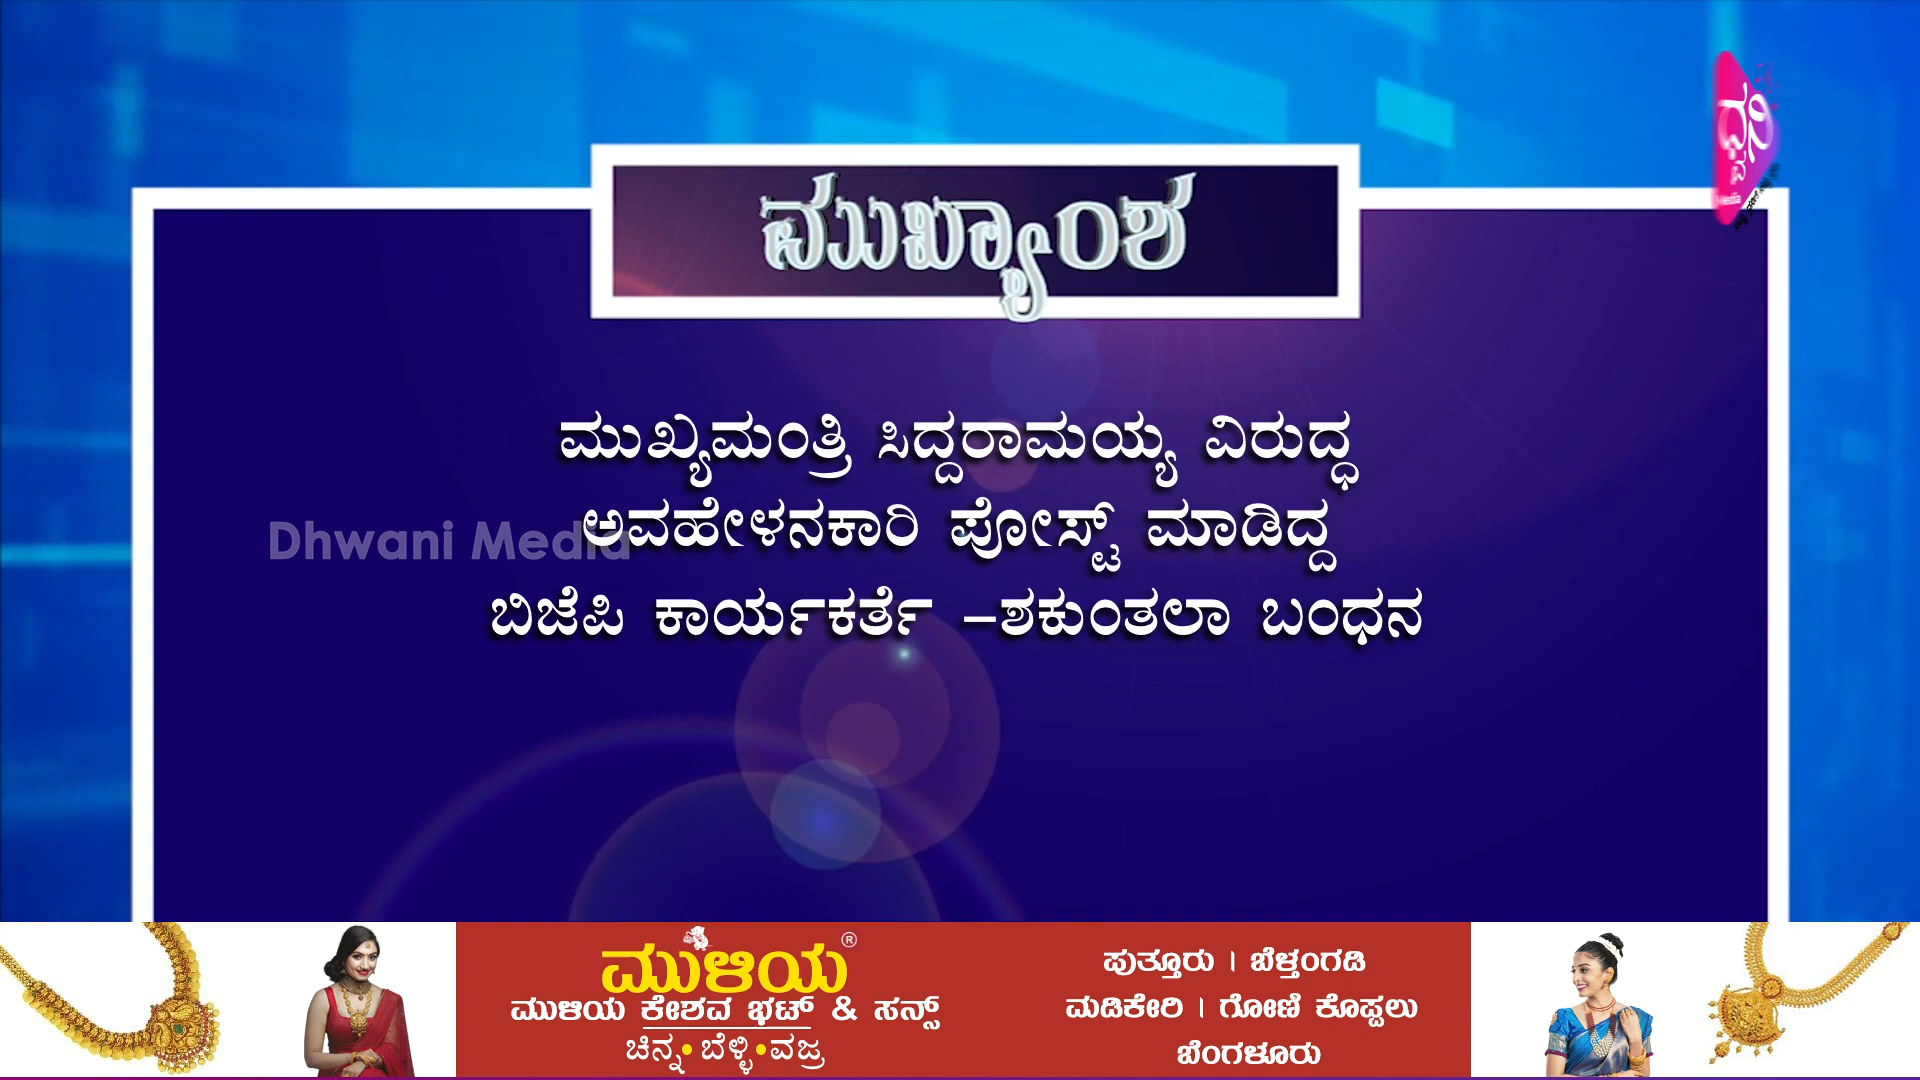 ಮುಖ್ಯಾಂಶ
ಧ್ವನಿ
ಮುಖ್ಯಮಂತ್ರಿ ಸಿದ್ದರಾಮಯ್ಯ ವಿರುದ್ಧ
ಅವಹೇಳನಕಾರಿ ಪೋಸ್ಟ್ ಮಾಡಿದ್ದ
Dhwani Media
ಬಿಜೆಪಿ ಕಾರ್ಯಕರ್ತೆ –ಶಕುಂತಲಾ ಬಂಧನ
ಮುಳಿಯ®
ಮುಳಿಯ ಕೇಶವ ಭಟ್ & ಸನ್ಸ್
ಚಿನ್ನ•ಬೆಳ್ಳಿ•ವಜ್ರ
ಪುತ್ತೂರು | ಬೆಳ್ತಂಗಡಿ
ಮಡಿಕೇರಿ | ಗೋಣಿ ಕೊಪ್ಪಲು
ಬೆಂಗಳೂರು